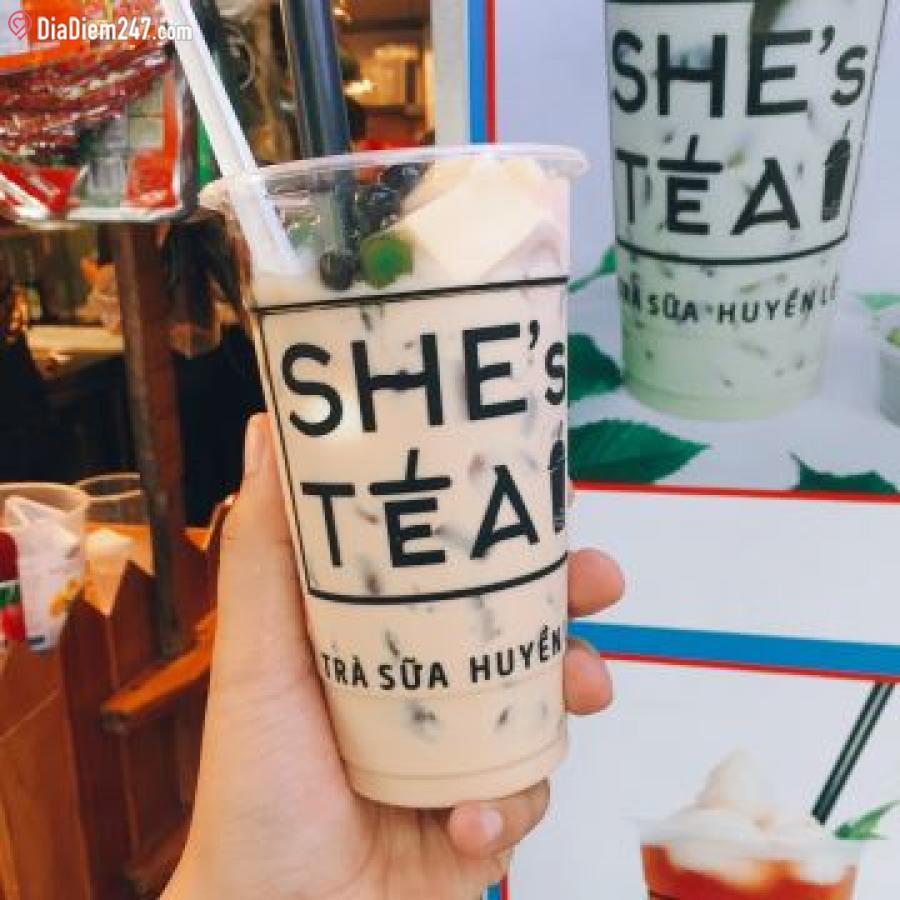 DiaDiem247.com
SHE's
TÉA
TRÀ SỮA HUYỀN LÊ
SHE's
TÉA
TRÀ SỮA HUYỀN